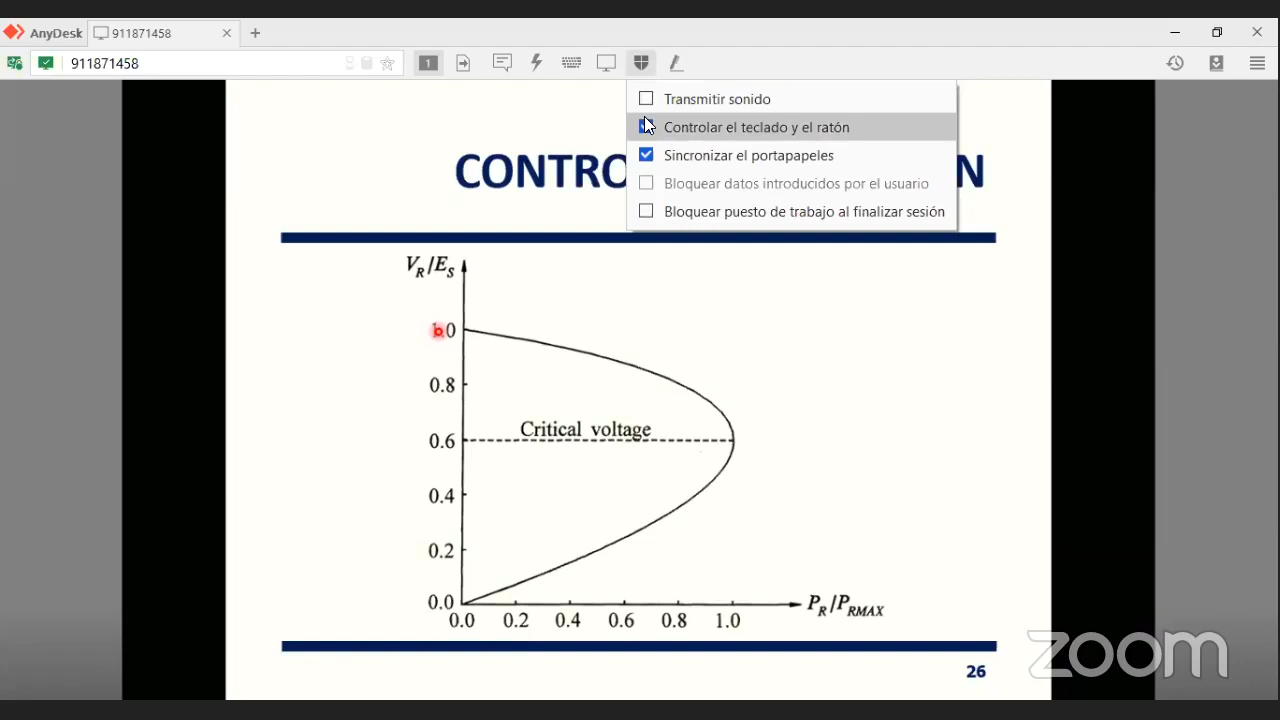 AnyDesk
911871458
911871458
1
Transmitir sonido
Controlar el teclado y el ratón
Sincronizar el portapapeles
Bloquear datos introducidos por el usuario
Bloquear puesto de trabajo al finalizar sesión
CONTRO N
V_R/E_S
.0
0.8
Critical voltage
0.6
0.4
0.2
0.0
0.0 0.2 0.4 0.6 0.8 1.0
P_R/P_RMAX
26
zoom